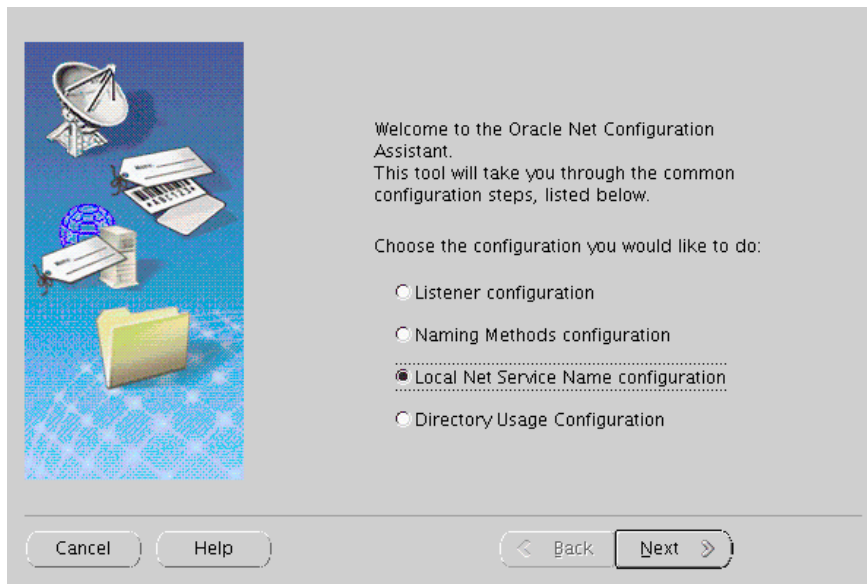 Welcome to the Oracle Net Configuration
Assistant.
This tool will take you through the common
configuration steps, listed below.
Choose the configuration you would like to do:
Listener configuration
Naming Methods configuration
Local Net Service Name configuration
Directory Usage Configuration
Cancel
Help
Back
Next